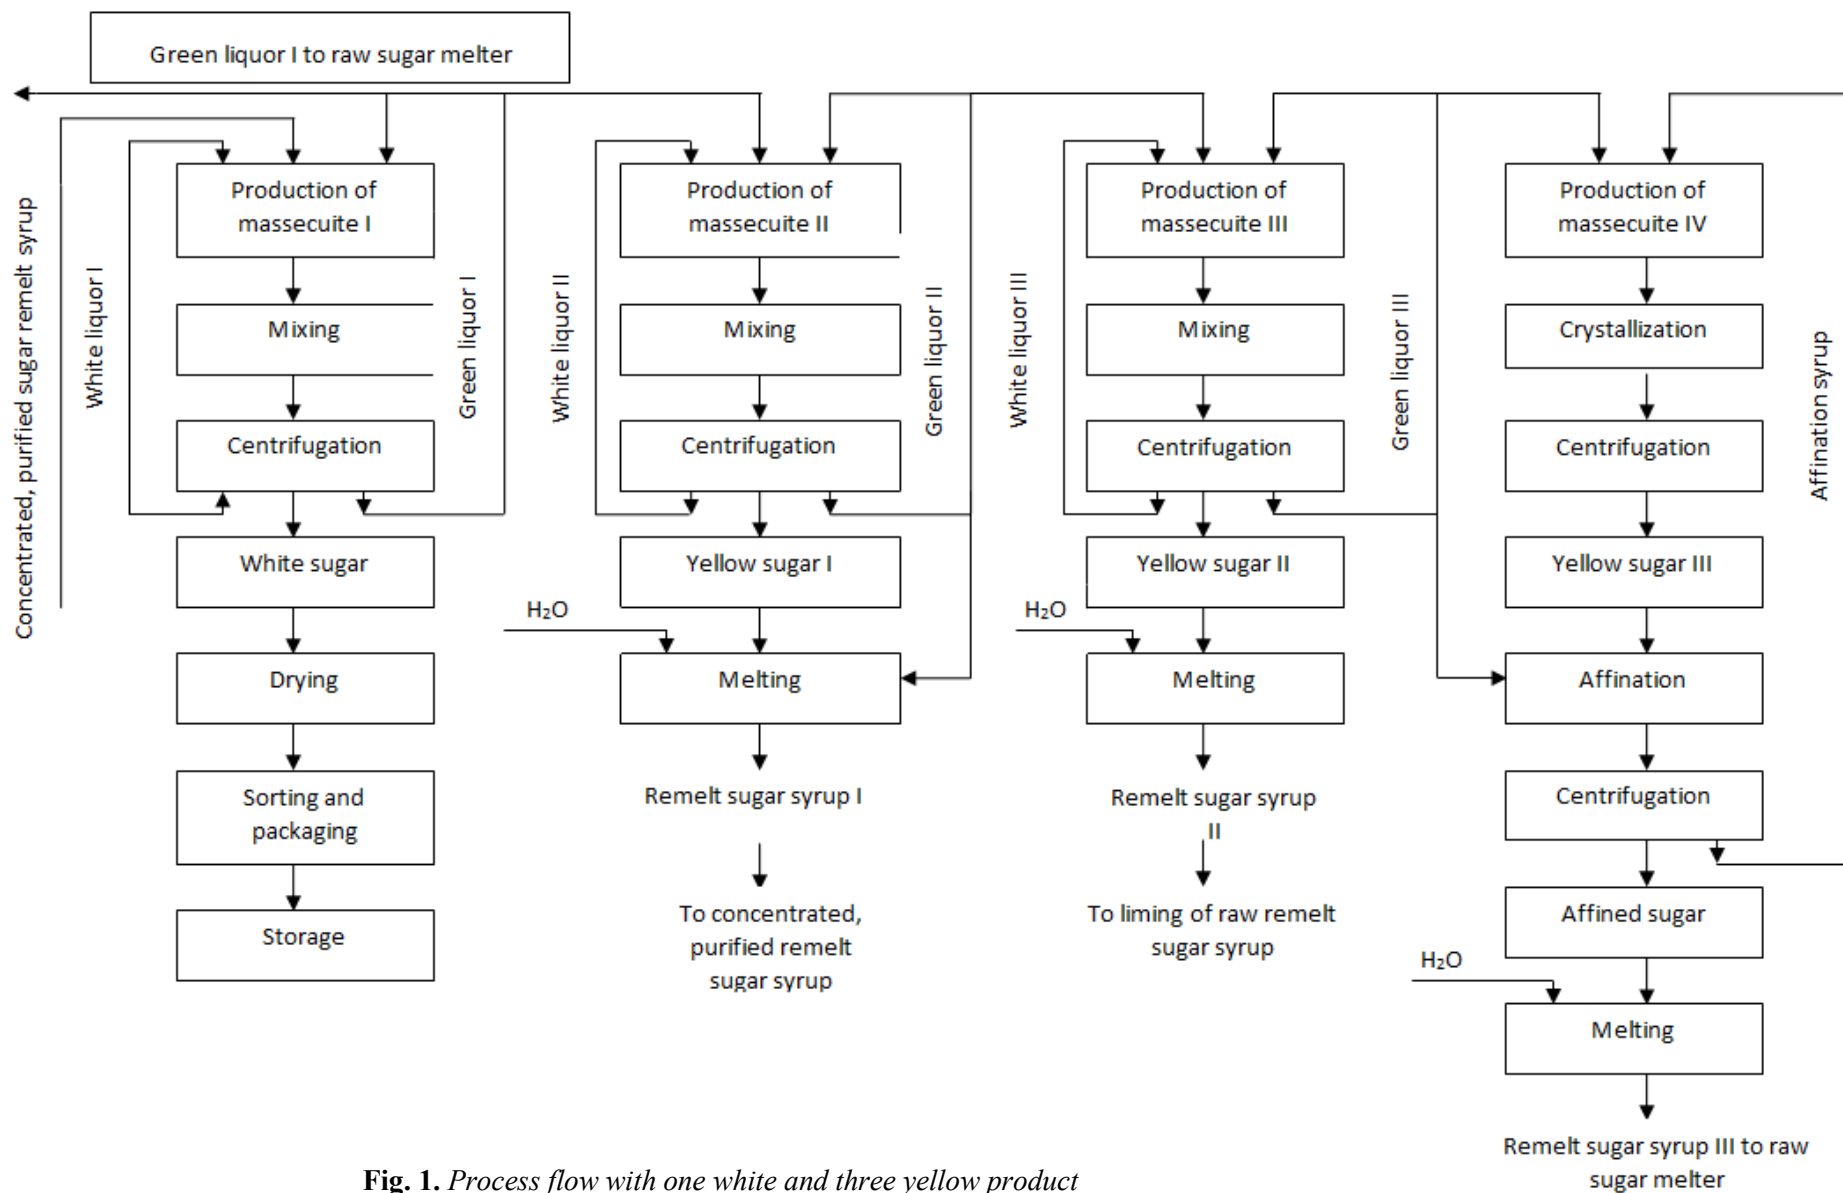 Green liquor I to raw sugar melter
Concentrated, purified sugar remelt syrup
White liquor I
Production of
massecuite I
Mixing
Centrifugation
White sugar
Drying
Sorting and
packaging
Storage
Green liquor I
White liquor II
Production of
massecuite II
Mixing
Centrifugation
Yellow sugar I
H₂O
Melting
Remelt sugar syrup I
To concentrated,
purified remelt
sugar syrup
Green liquor II
White liquor III
Production of
massecuite III
Mixing
Centrifugation
Yellow sugar II
H₂O
Melting
Remelt sugar syrup
II
To liming of raw remelt
sugar syrup
Green liquor III
Production of
massecuite IV
Crystallization
Centrifugation
Yellow sugar III
Affination
Centrifugation
Affined sugar
H₂O
Melting
Remelt sugar syrup III to raw
sugar melter
Affination syrup
Fig. 1. Process flow with one white and three yellow product